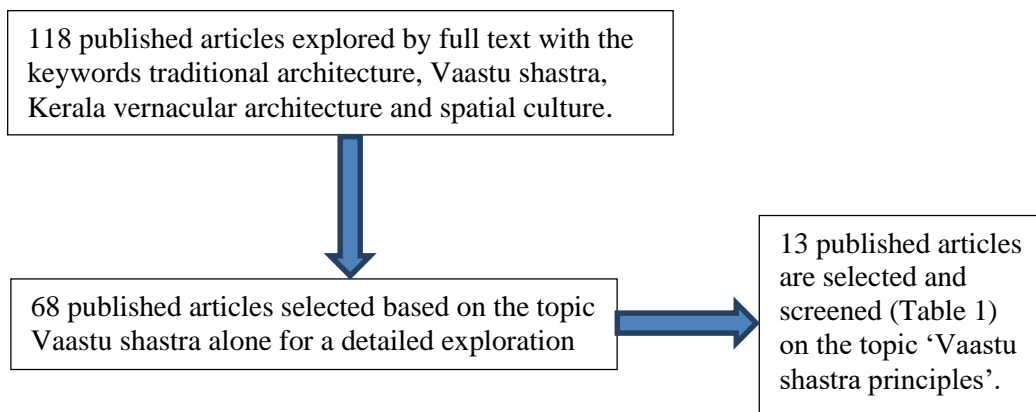 118 published articles explored by full text with the
keywords traditional architecture, Vaastu shastra,
Kerala vernacular architecture and spatial culture.
68 published articles selected based on the topic
Vaastu shastra alone for a detailed exploration
13 published articles
are selected and
screened (Table 1)
on the topic ‘Vaastu
shastra principles’.